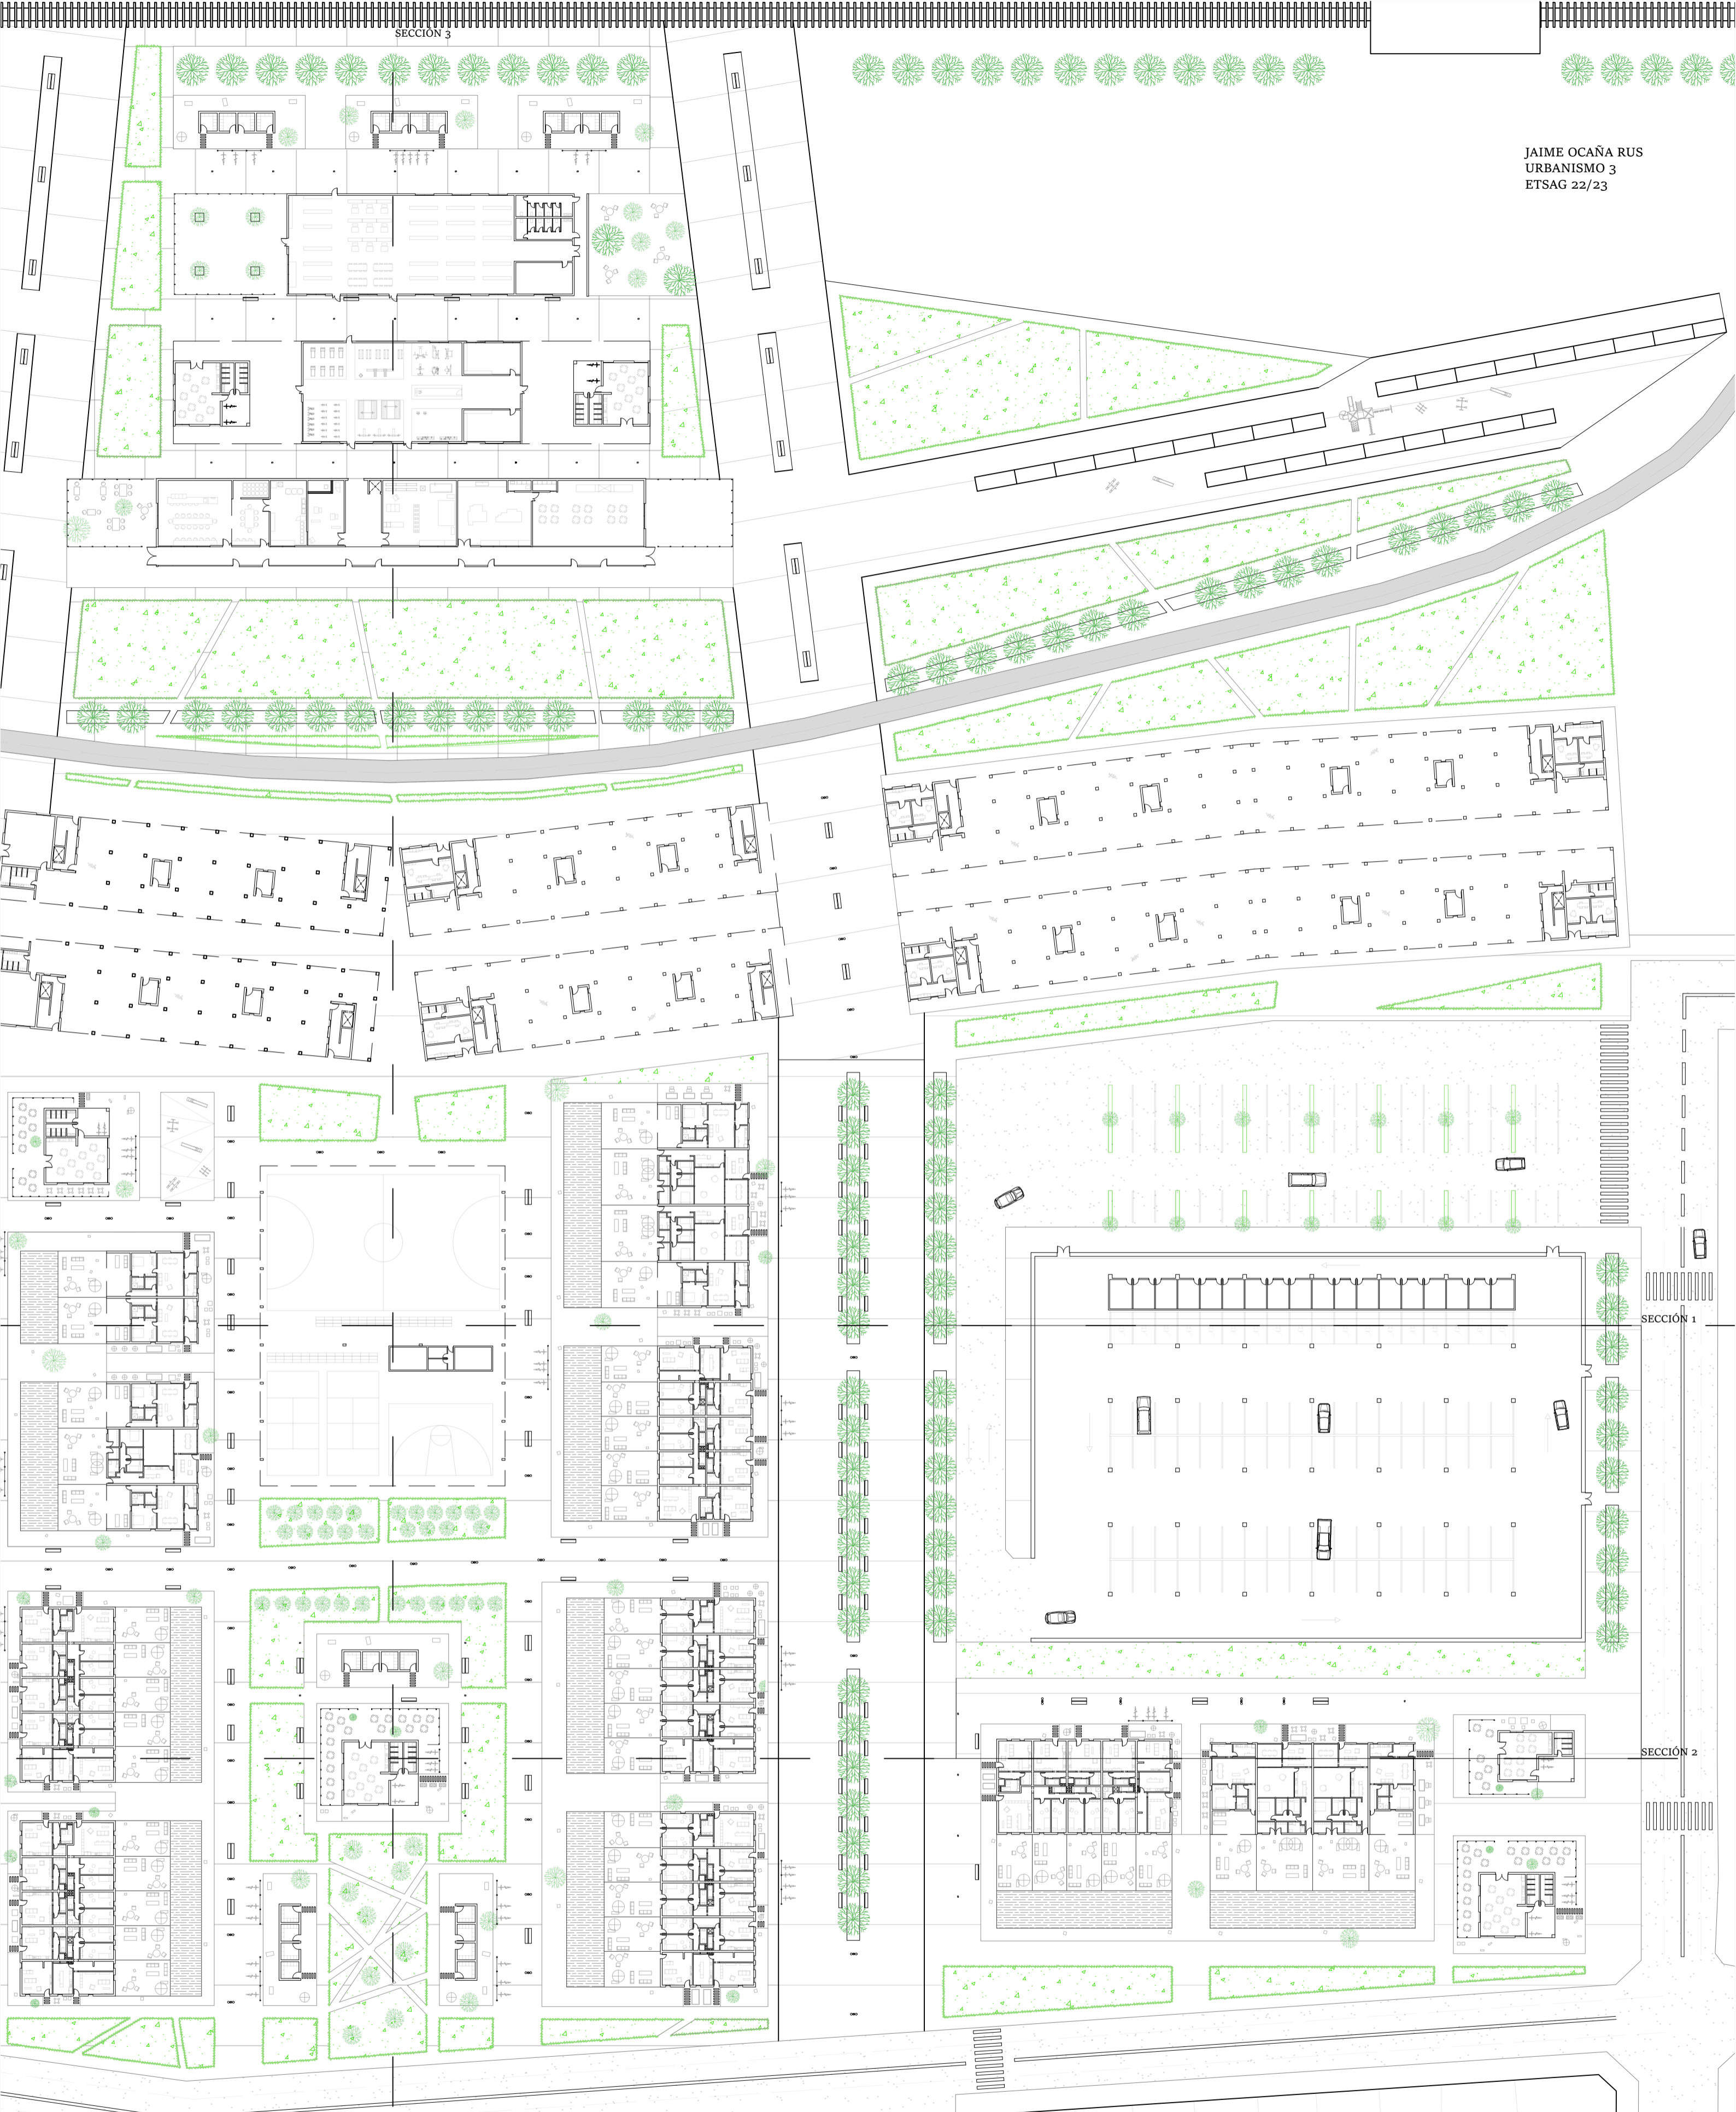 SECCIÓN 3
JAIME OCAÑA RUS
URBANISMO 3
ETSAG 22/23
SECCIÓN 1
SECCIÓN 2